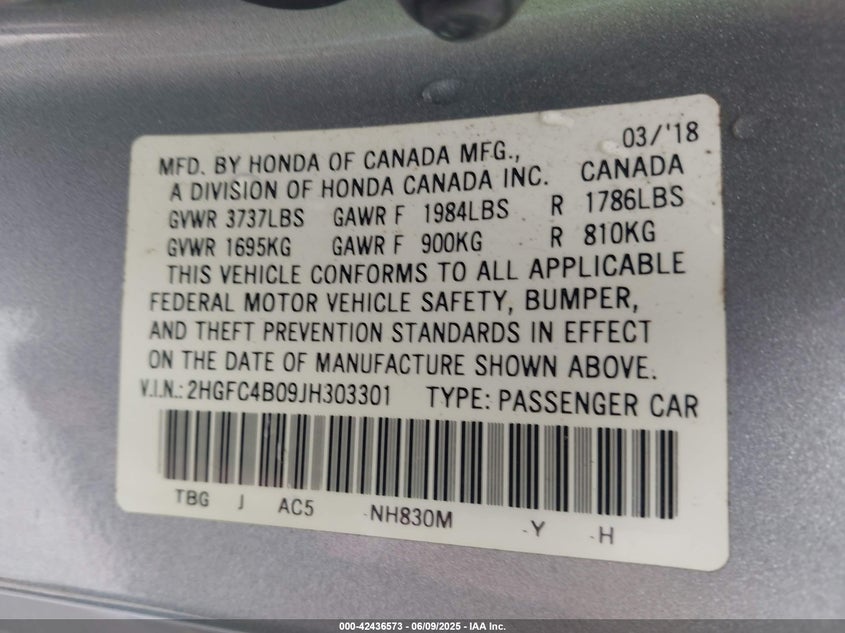 03/'18
MFD. BY HONDA OF CANADA MFG.,
A DIVISION OF HONDA CANADA INC. CANADA
GVWR 3737LBS GAWR F 1984LBS R 1786LBS
GVWR 1695KG GAWR F 900KG R 810KG
THIS VEHICLE CONFORMS TO ALL APPLICABLE
FEDERAL MOTOR VEHICLE SAFETY, BUMPER,
AND THEFT PREVENTION STANDARDS IN EFFECT
ON THE DATE OF MANUFACTURE SHOWN ABOVE.
V.I.N.: 2HGFC4B09JH303301 TYPE: PASSENGER CAR
TBG J AC5 -NH830M -Y -H
000-42436573 | 06/09/2025 - IAA Inc.